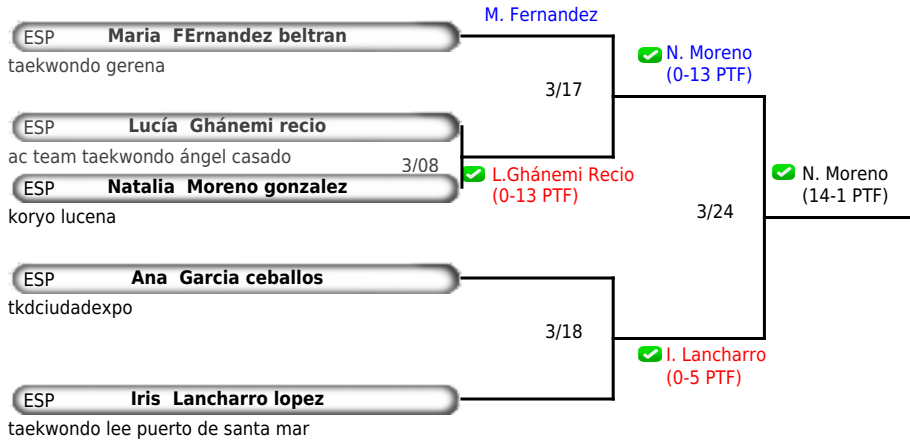 M. Fernandez
ESP Maria FErnandez beltran
taekwondo gerena
N. Moreno
(0-13 PTF)
3/17
ESP Lucía Ghánemi recio
ac team taekwondo ángel casado
3/08
L.Ghánemi Recio
(0-13 PTF)
ESP Natalia Moreno gonzalez
koryo lucena
N. Moreno
(14-1 PTF)
3/24
ESP Ana Garcia ceballos
tkdciudadexpo
3/18
I. Lancharro
(0-5 PTF)
ESP Iris Lancharro lopez
taekwondo lee puerto de santa mar